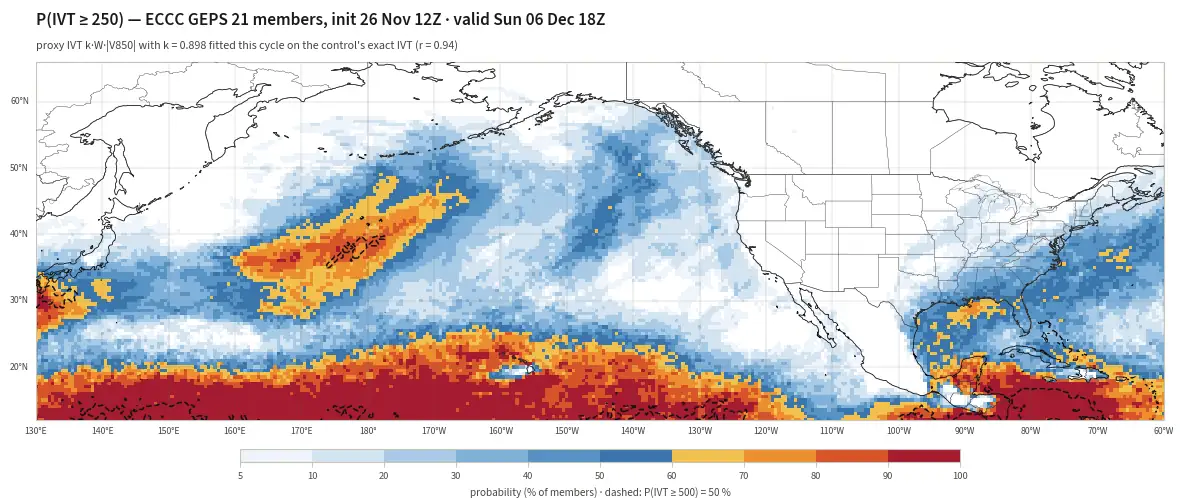 P(IVT ≥ 250) — ECCC GEPS 21 members, init 26 Nov 12Z · valid Sun 06 Dec 18Z
proxy IVT k·W·|V850| with k = 0.898 fitted this cycle on the control's exact IVT (r = 0.94)
60°N
50°N
40°N
30°N
20°N
130°E 140°E 150°E 160°E 170°E 180° 170°W 160°W 150°W 140°W 130°W 120°W 110°W 100°W 90°W 80°W 70°W 60°W
5 10 20 30 40 50 60 70 80 90 100
probability (% of members) · dashed: P(IVT ≥ 500) = 50 %